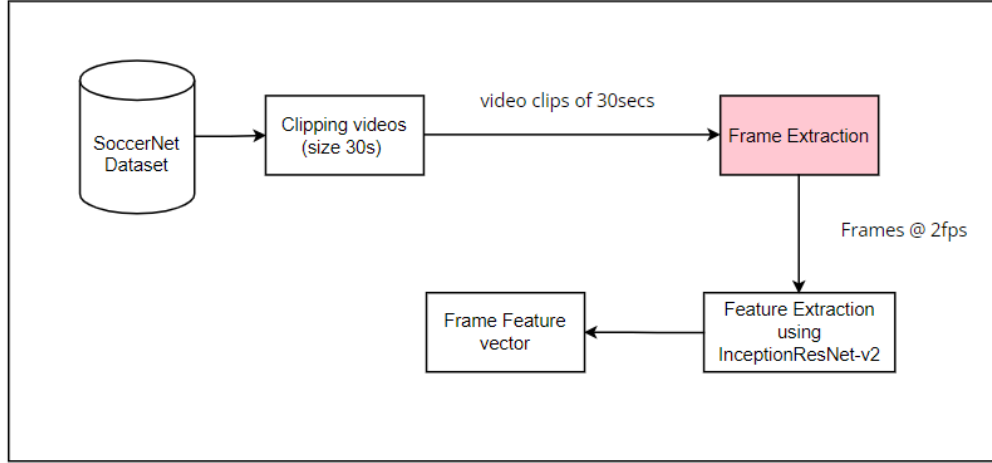 SoccerNet
Dataset
Clipping videos
(size 30s)
video clips of 30secs
Frame Extraction
Frames @ 2fps
Feature Extraction
using
InceptionResNet-v2
Frame Feature
vector